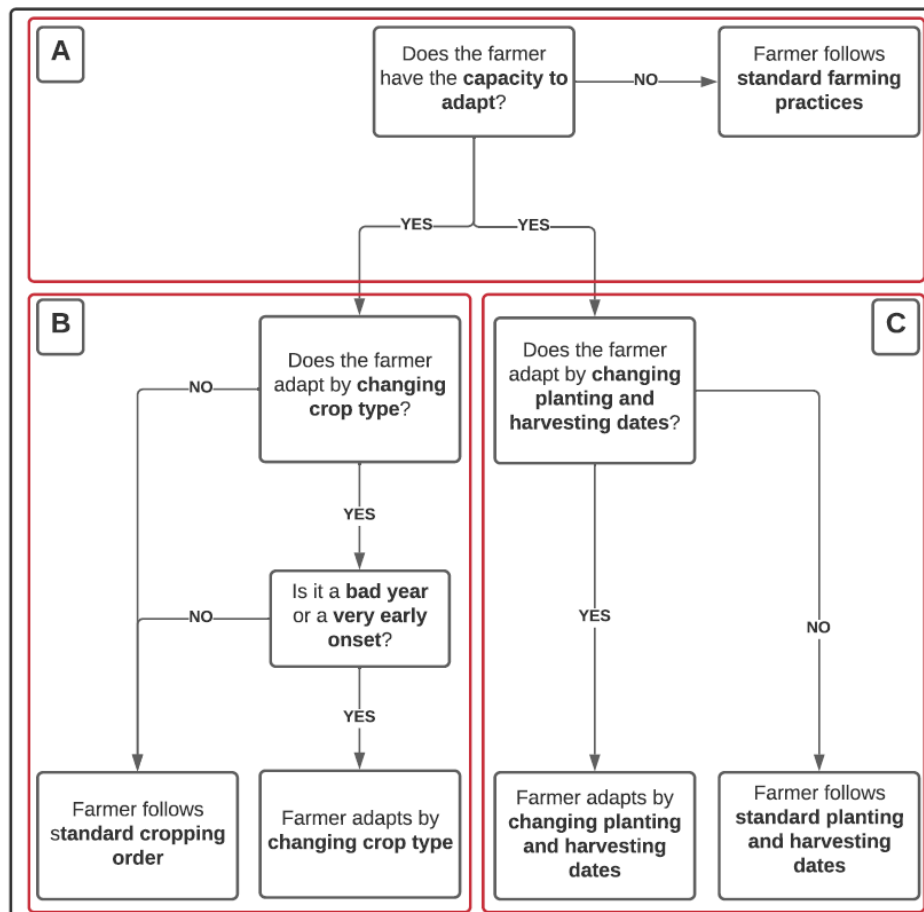 A
Does the farmer
have the capacity to
adapt?
NO
Farmer follows
standard farming
practices
YES
YES
B
Does the farmer
adapt by changing
crop type?
NO
YES
Is it a bad year
or a very early
onset?
NO
YES
Farmer follows
standard cropping
order
Farmer adapts by
changing crop type
C
Does the farmer
adapt by changing
planting and
harvesting dates?
YES
NO
Farmer adapts by
changing planting
and harvesting
dates
Farmer follows
standard planting
and harvesting
dates